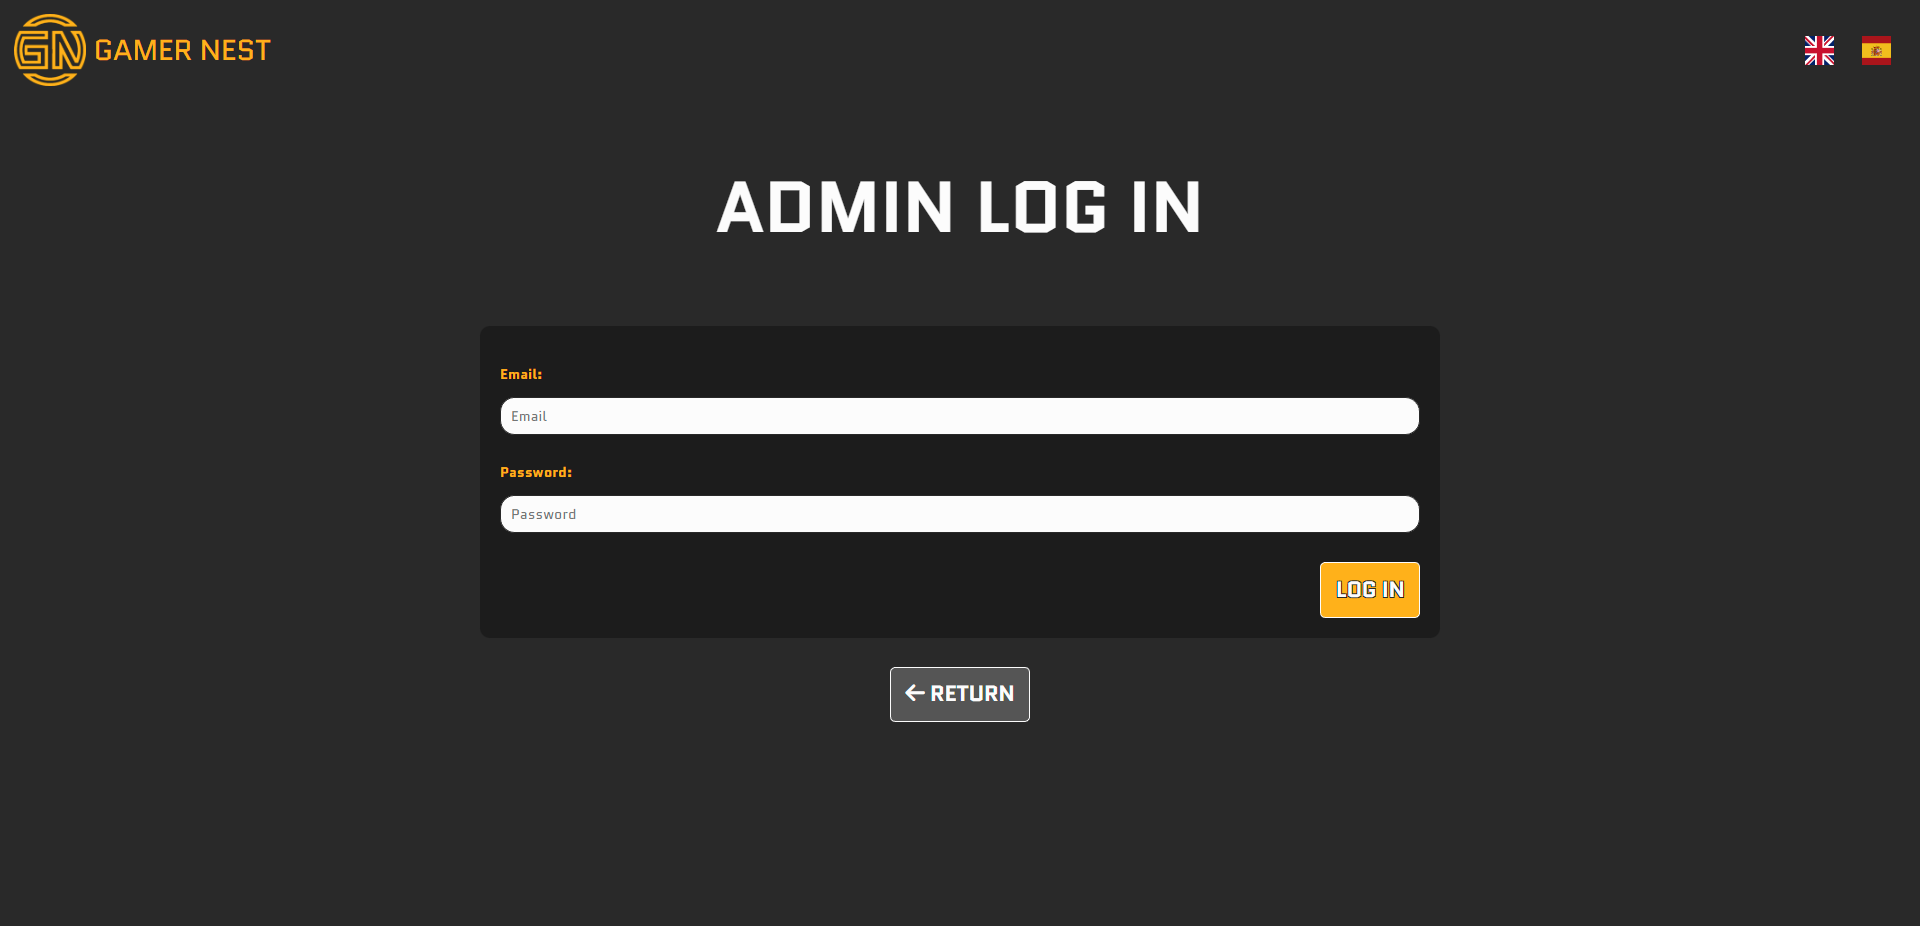 GN GAMER NEST
ADMIN LOG IN
Email:
Email
Password:
Password
LOG IN
RETURN